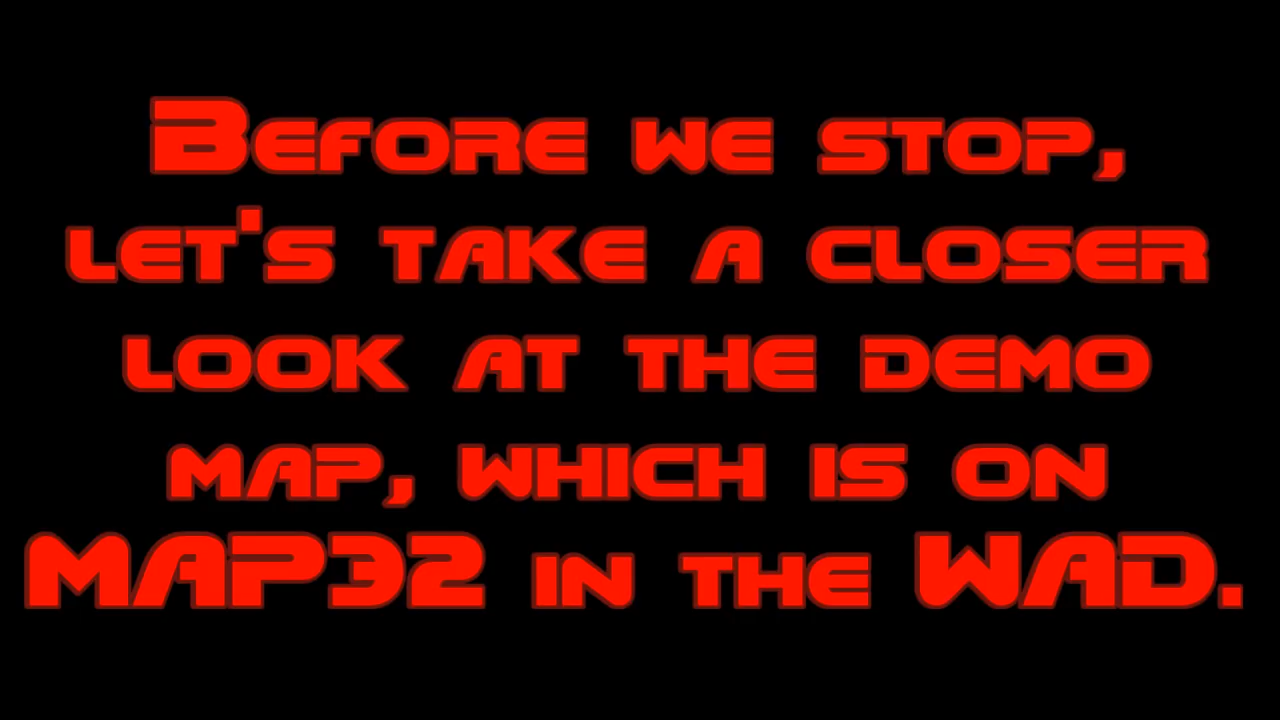 Before we stop,
let's take a closer
look at the demo
map, which is on
MAP32 in the WAD.